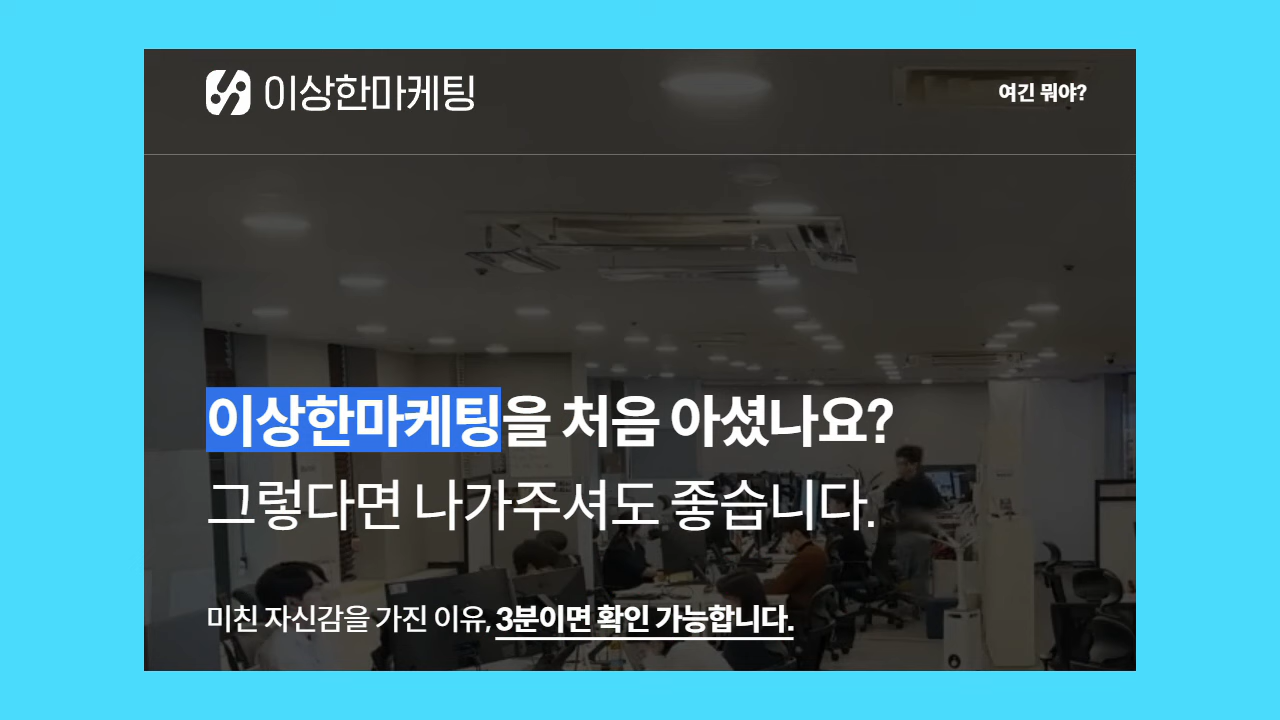 이상한마케팅
여긴 뭐야?
이상한마케팅을 처음 아셨나요?
그렇다면 나가주셔도 좋습니다.
미친 자신감을 가진 이유, 3분이면 확인 가능합니다.